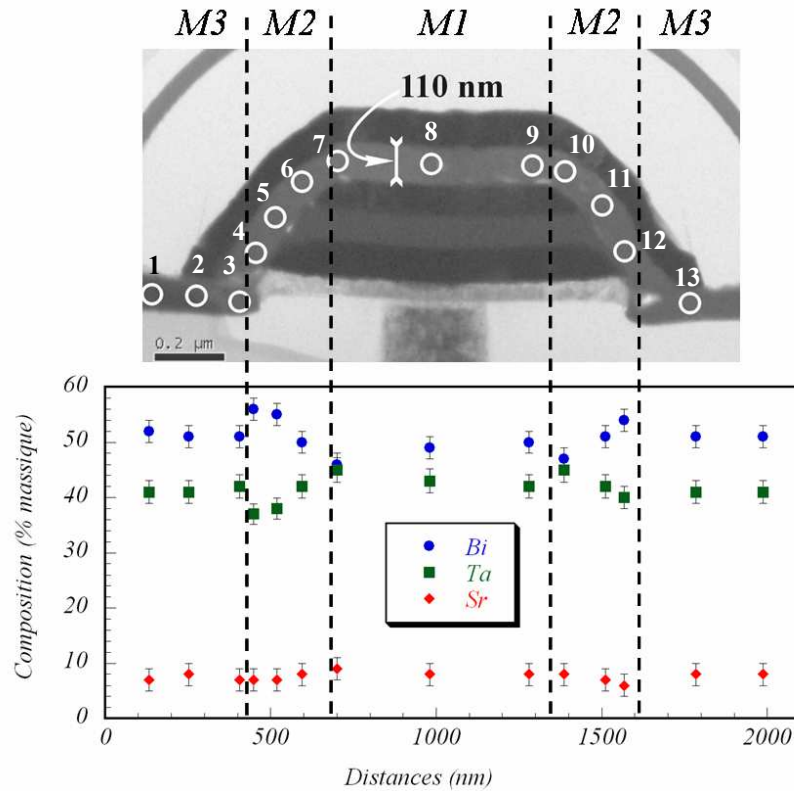 M3 M2 M1 M2 M3
110 nm
7 8 9 10
6
5 11
4 12
1 2 3 13
0.2 μm
60
50
40
30
20
10
0
Composition (% massique)
Bi
Ta
Sr
0 500 1000 1500 2000
Distances (nm)